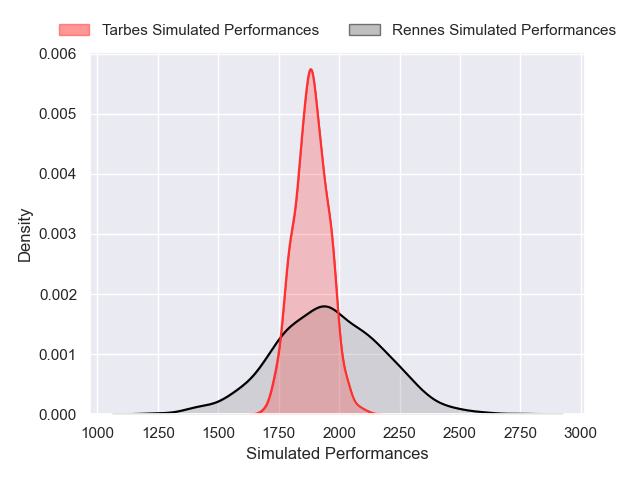 Tarbes Simulated Performances Rennes Simulated Performances
0.006
0.005
0.004
0.003
0.002
0.001
0.000
Density
1000 1250 1500 1750 2000 2250 2500 2750 3000
Simulated Performances